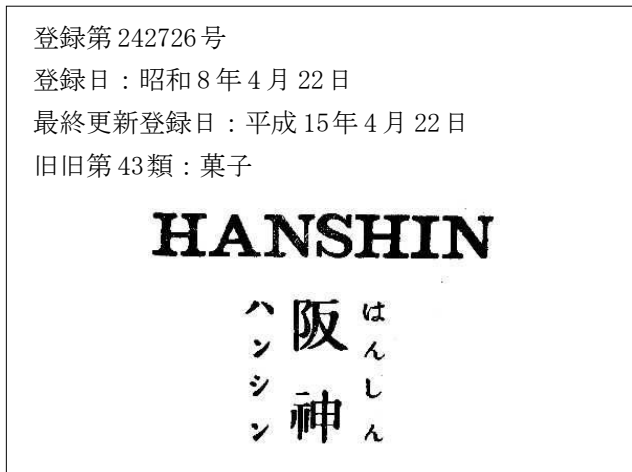 登録第242726号
登録日：昭和8年4月22日
最終更新登録日：平成15年4月22日
旧旧第43類：菓子
HANSHIN
はんしん
阪神
ハンシン